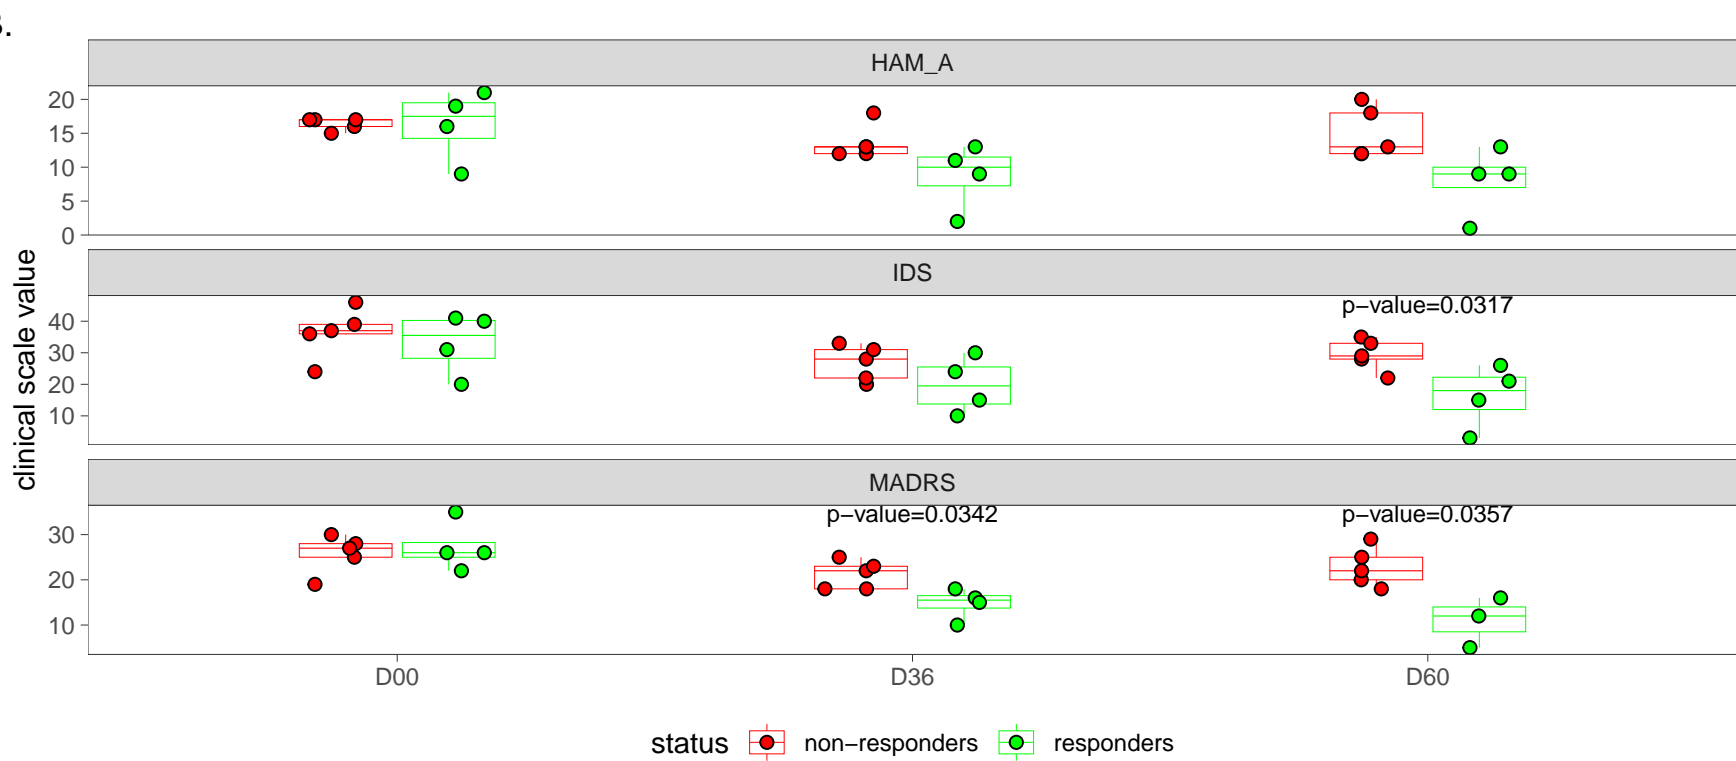 B.
HAM_A
20
15
10
5
0
IDS
p−value=0.0317
40
30
20
10
MADRS
p−value=0.0342 p−value=0.0357
30
20
10
clinical scale value
D00 D36 D60
status non−responders responders